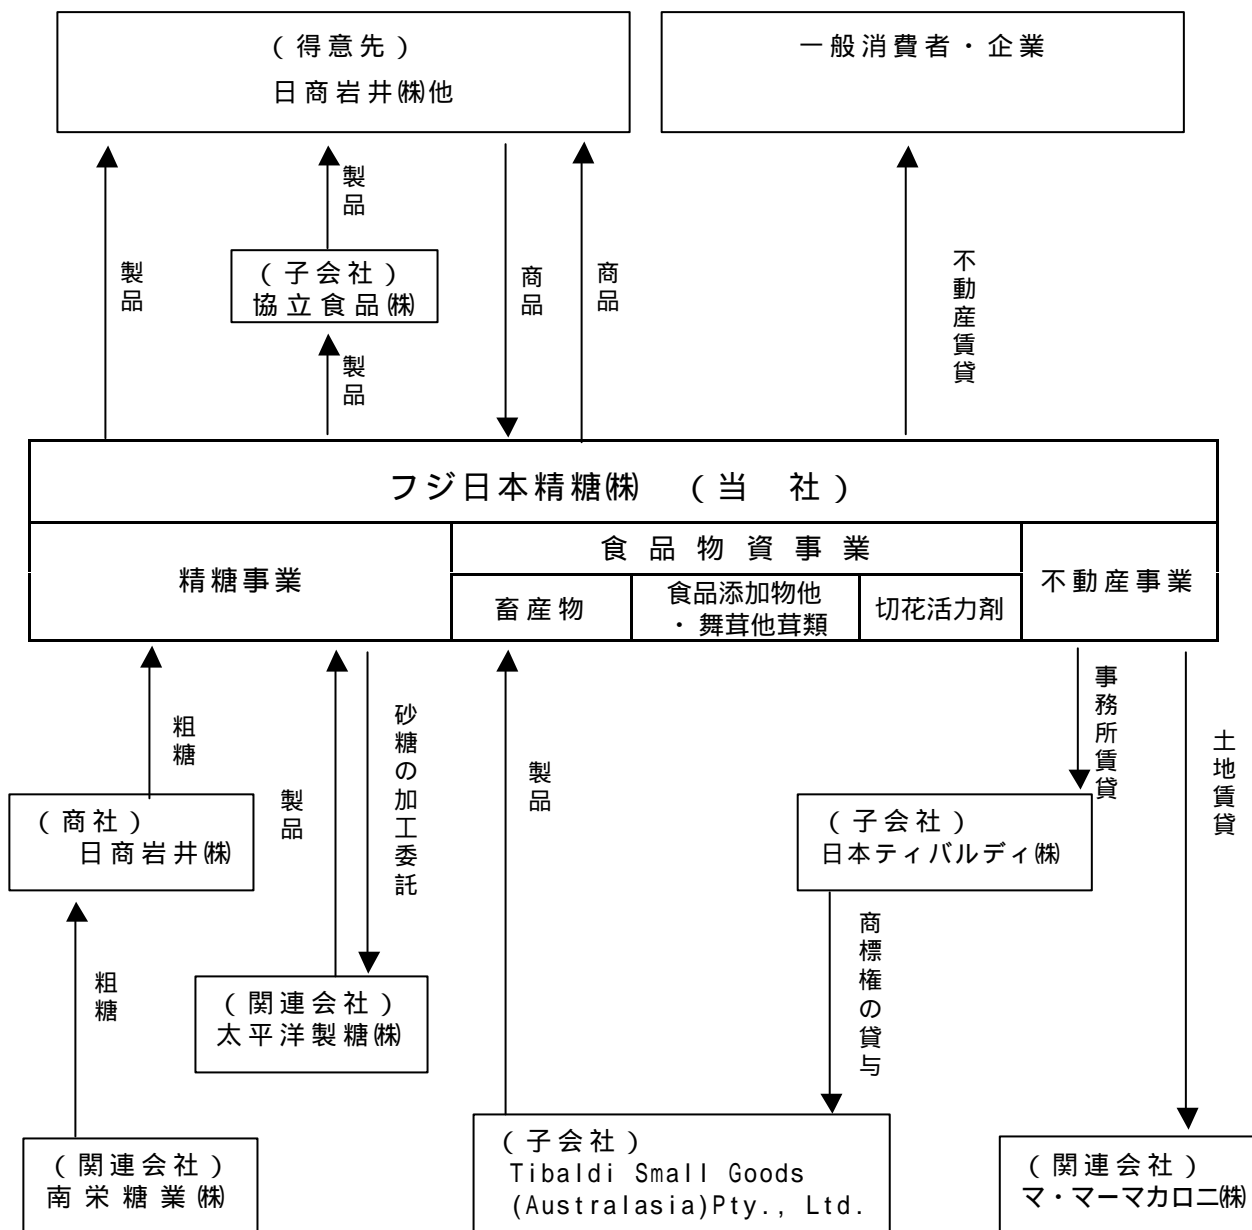 (得意先)
日商岩井㈱他
一般消費者・企業
製品
製品
(子会社)
協立食品㈱
製品
商品
商品
不動産賃貸
フジ日本精糖㈱ (当 社)
精糖事業
食品物資事業
不動産事業
畜産物
食品添加物他
・舞茸他茸類
切花活力剤
粗糖
製品
砂糖の加工委託
製品
事務所賃貸
土地賃貸
(商社)
日商岩井㈱
(子会社)
日本ティバルディ㈱
粗糖
商標権の貸与
(関連会社)
太平洋製糖㈱
(関連会社)
南栄糖業㈱
(子会社)
Tibaldi Small Goods
(Australasia)Pty., Ltd.
(関連会社)
マ・マーマカロニ㈱